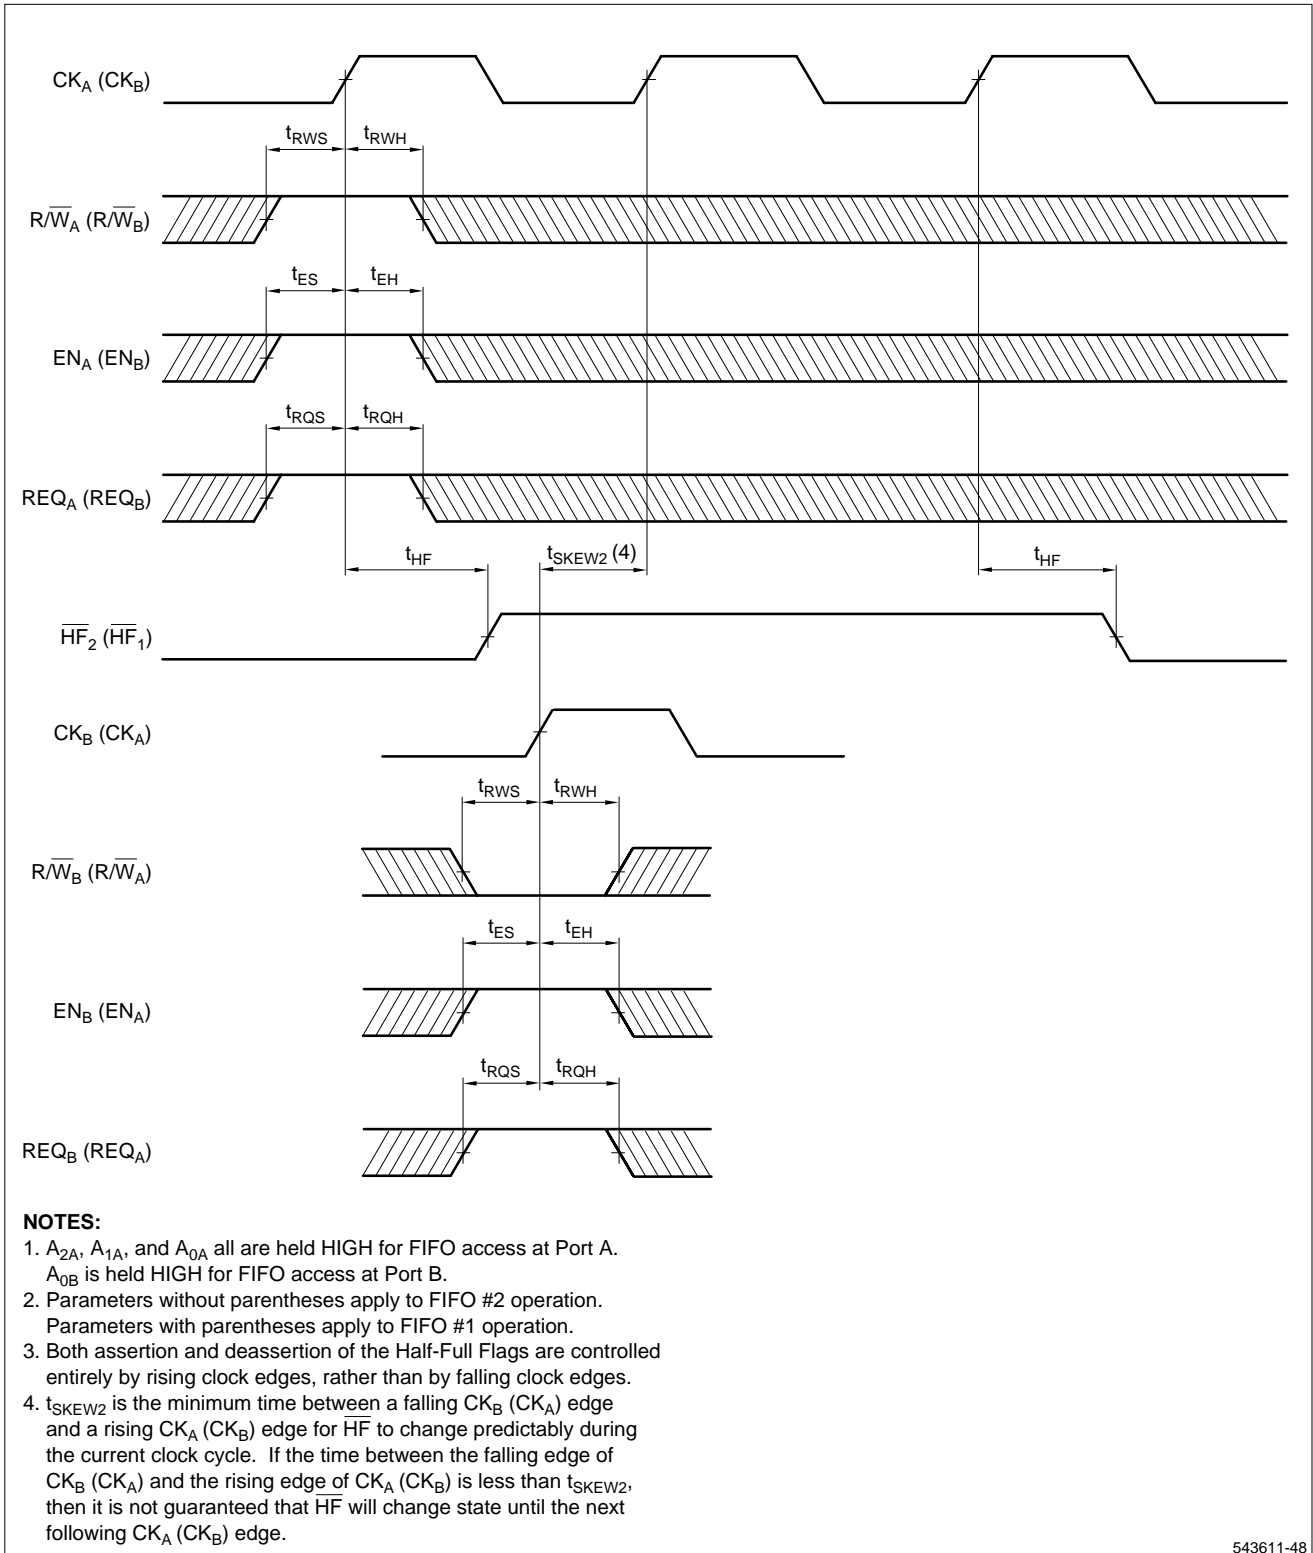 CKA (CKB)
tRWS tRWH
R/W̅A (R/W̅B)
tES tEH
ENA (ENB)
tRQS tRQH
REQA (REQB)
tHF tSKEW2 (4) tHF
H̅F̅2 (H̅F̅1)
CKB (CKA)
tRWS tRWH
R/W̅B (R/W̅A)
tES tEH
ENB (ENA)
tRQS tRQH
REQB (REQA)
NOTES:
1. A2A, A1A, and A0A all are held HIGH for FIFO access at Port A.
A0B is held HIGH for FIFO access at Port B.
2. Parameters without parentheses apply to FIFO #2 operation.
Parameters with parentheses apply to FIFO #1 operation.
3. Both assertion and deassertion of the Half-Full Flags are controlled
entirely by rising clock edges, rather than by falling clock edges.
4. tSKEW2 is the minimum time between a falling CKB (CKA) edge
and a rising CKA (CKB) edge for H̅F̅ to change predictably during
the current clock cycle. If the time between the falling edge of
CKB (CKA) and the rising edge of CKA (CKB) is less than tSKEW2,
then it is not guaranteed that H̅F̅ will change state until the next
following CKA (CKB) edge.
543611-48